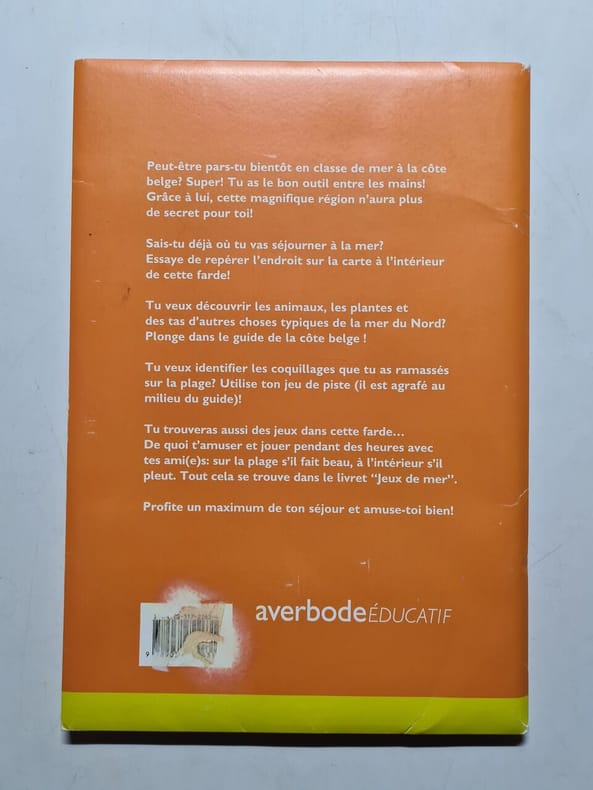 Peut-être pars-tu bientôt en classe de mer à la côte
belge? Super! Tu as le bon outil entre les mains!
Grâce à lui, cette magnifique région n'aura plus
de secret pour toi!
Sais-tu déjà où tu vas séjourner à la mer?
Essaye de repérer l'endroit sur la carte à l'intérieur
de cette farde!
Tu veux découvrir les animaux, les plantes et
des tas d'autres choses typiques de la mer du Nord?
Plonge dans le guide de la côte belge !
Tu veux identifier les coquillages que tu as ramassés
sur la plage? Utilise ton jeu de piste (il est agrafé au
milieu du guide)!
Tu trouveras aussi des jeux dans cette farde...
De quoi t'amuser et jouer pendant des heures avec
tes ami(e)s: sur la plage s'il fait beau, à l'intérieur s'il
pleut. Tout cela se trouve dans le livret "Jeux de mer".
Profite un maximum de ton séjour et amuse-toi bien!
averbode ÉDUCATIF